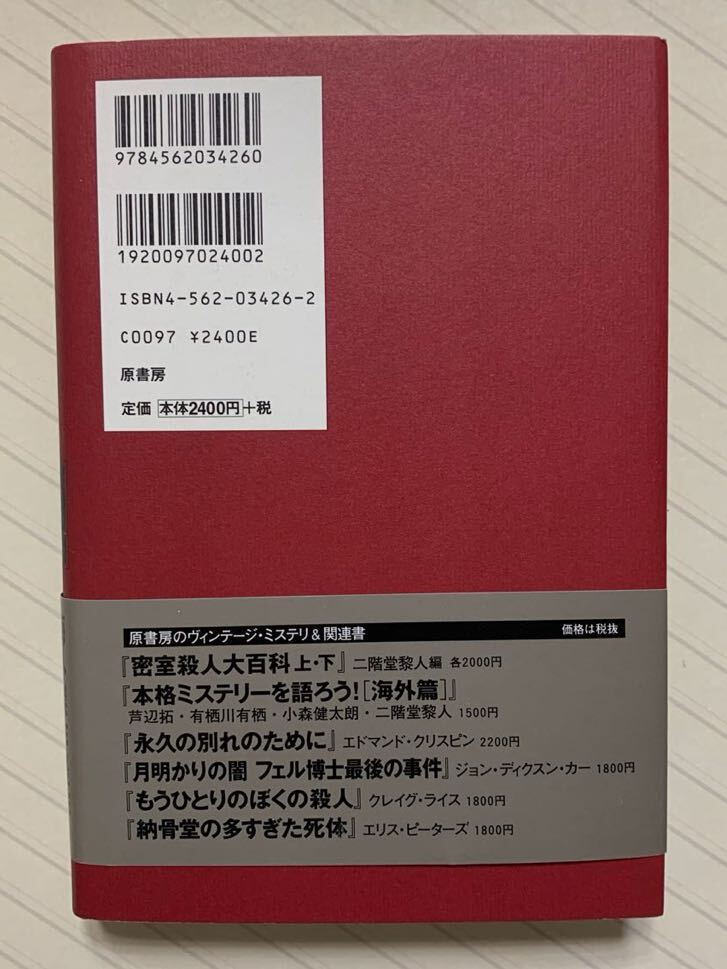 9784562034260
1920097024002
ISBN4-562-03426-2
C0097 ¥2400E
原書房
定価 本体2400円+税
原書房のヴィンテージ・ミステリ&関連書 価格は税抜
『密室殺人大百科 上・下』 二階堂黎人編 各2000円
『本格ミステリーを語ろう![海外篇]』
芦辺拓・有栖川有栖・小森健太朗・二階堂黎人 1500円
『永久の別れのために』 エドマンド・クリスピン 2200円
『月明かりの闇 フェル博士最後の事件』 ジョン・ディクスン・カー 1800円
『もうひとりのぼくの殺人』 クレイグ・ライス 1800円
『納骨堂の多すぎた死体』 エリス・ピーターズ 1800円